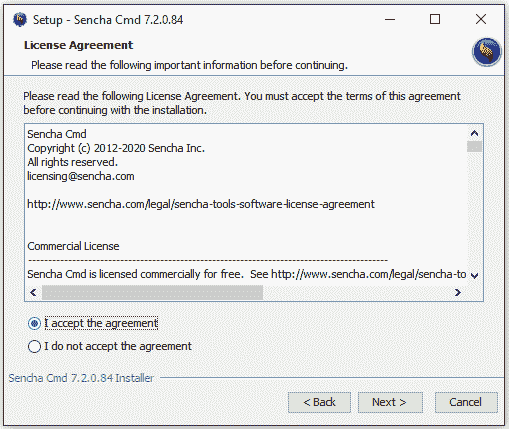 Setup - Sencha Cmd 7.2.0.84
License Agreement
Please read the following important information before continuing.
Please read the following License Agreement. You must accept the terms of this agreement
before continuing with the installation.
Sencha Cmd
Copyright (c) 2012-2020 Sencha Inc.
All rights reserved.
licensing@sencha.com
http://www.sencha.com/legal/sencha-tools-software-license-agreement
Commercial License
------------------------------------------------------------------------------------------
Sencha Cmd is licensed commercially for free.  See http://www.sencha.com/legal/sencha-to
I accept the agreement
I do not accept the agreement
Sencha Cmd 7.2.0.84 Installer
< Back
Next >
Cancel